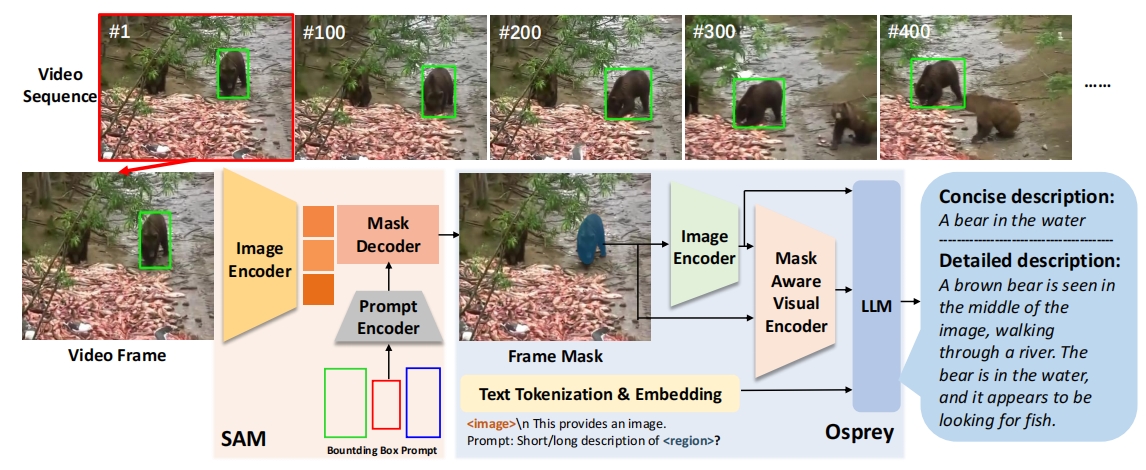 Video
Sequence
#1
#100
#200
#300
#400
......
Video Frame
Image
Encoder
Mask
Decoder
Prompt
Encoder
SAM
Bountding Box Prompt
Frame Mask
Image
Encoder
Mask
Aware
Visual
Encoder
LLM
Text Tokenization & Embedding
<image>\n This provides an image.
Prompt: Short/long description of <region>?
Osprey
Concise description:
A bear in the water
------------------------------------------
Detailed description:
A brown bear is seen in
the middle of the
image, walking
through a river. The
bear is in the water,
and it appears to be
looking for fish.